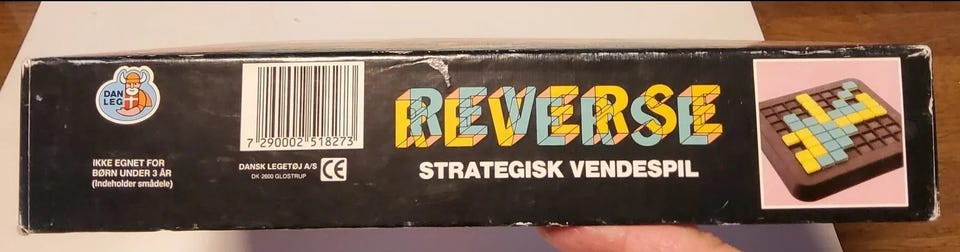 DAN
LEG
IKKE EGNET FOR
BØRN UNDER 3 ÅR
(Indeholder smådele)
7 290002 518273
DANSK LEGETØJ A/S
DK-2600 GLOSTRUP
CE
REVERSE
STRATEGISK VENDESPIL